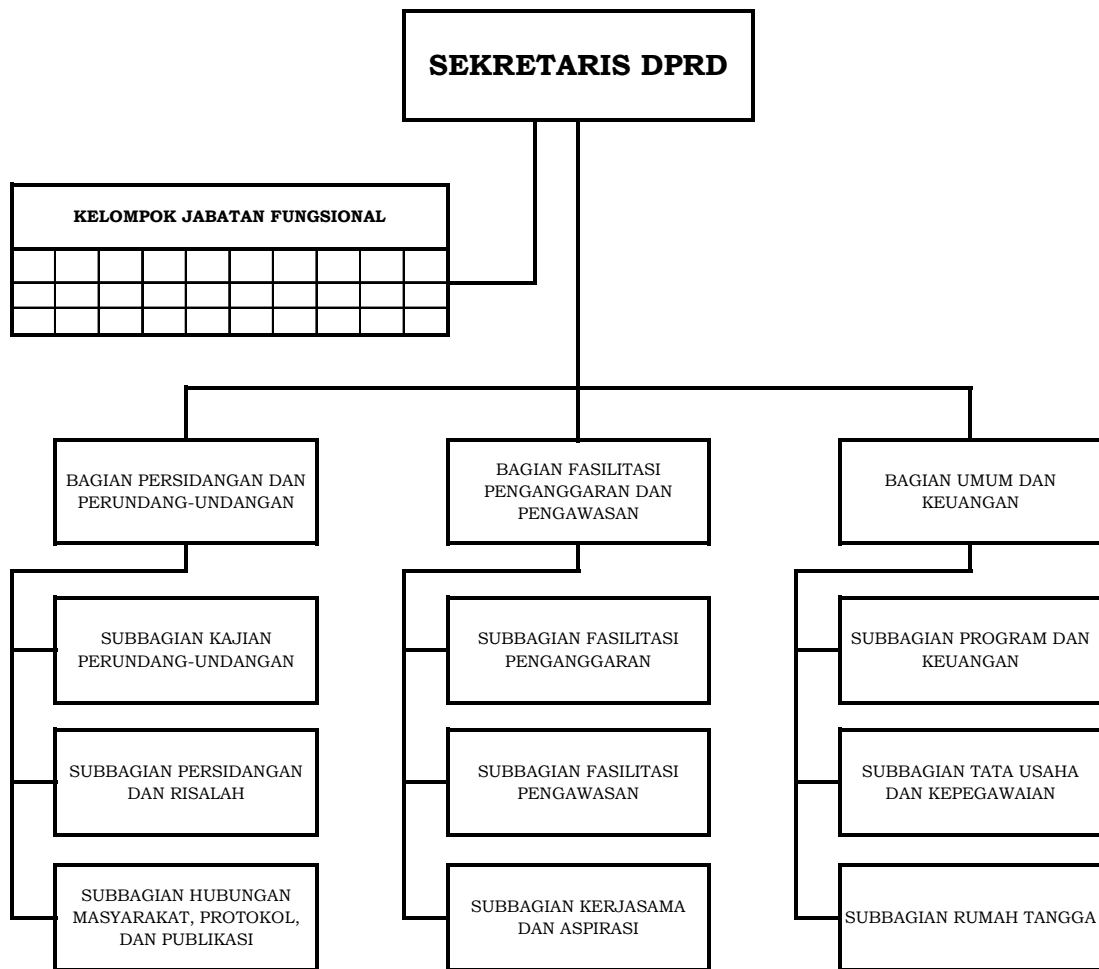 SEKRETARIS DPRD
KELOMPOK JABATAN FUNGSIONAL
BAGIAN PERSIDANGAN DAN
PERUNDANG-UNDANGAN
BAGIAN FASILITASI
PENGANGGARAN DAN
PENGAWASAN
BAGIAN UMUM DAN
KEUANGAN
SUBBAGIAN KAJIAN
PERUNDANG-UNDANGAN
SUBBAGIAN FASILITASI
PENGANGGARAN
SUBBAGIAN PROGRAM DAN
KEUANGAN
SUBBAGIAN PERSIDANGAN
DAN RISALAH
SUBBAGIAN FASILITASI
PENGAWASAN
SUBBAGIAN TATA USAHA
DAN KEPEGAWAIAN
SUBBAGIAN HUBUNGAN
MASYARAKAT, PROTOKOL,
DAN PUBLIKASI
SUBBAGIAN KERJASAMA
DAN ASPIRASI
SUBBAGIAN RUMAH TANGGA